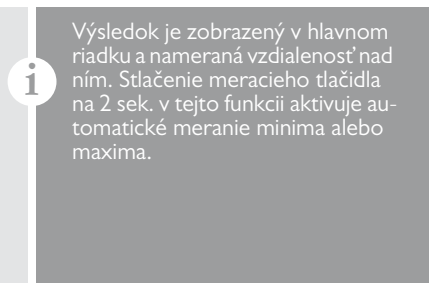 Výsledok je zobrazený v hlavnom
riadku a nameraná vzdialenosť nad
i
ním. Stlačenie meracieho tlačidla
na 2 sek. v tejto funkcii aktivuje au-
tomatické meranie minima alebo
maxima.